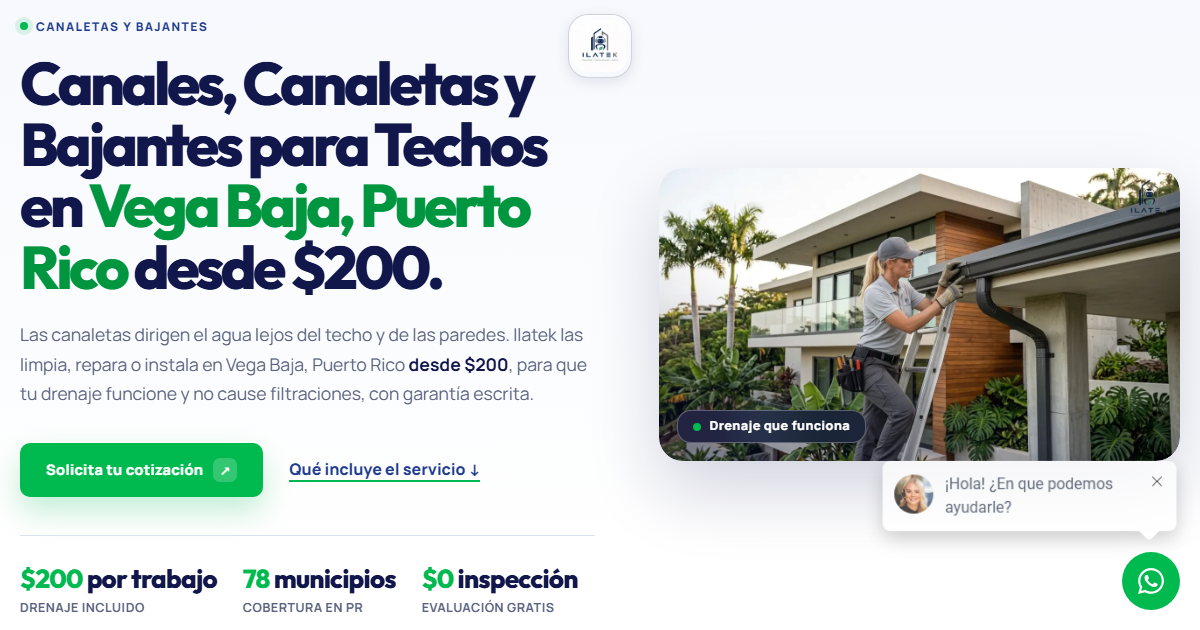 CANALETAS Y BAJANTES
ILATEK
Canales, Canaletas y
Bajantes para Techos
en Vega Baja, Puerto
Rico desde $200.
Las canaletas dirigen el agua lejos del techo y de las paredes. Ilatek las
limpia, repara o instala en Vega Baja, Puerto Rico desde $200, para que
tu drenaje funcione y no cause filtraciones, con garantía escrita.
Solicita tu cotización ↗
Qué incluye el servicio ↓
$200 por trabajo
DRENAJE INCLUIDO
78 municipios
COBERTURA EN PR
$0 inspección
EVALUACIÓN GRATIS
ILATEK
Drenaje que funciona
¡Hola! ¿En que podemos
ayudarle?